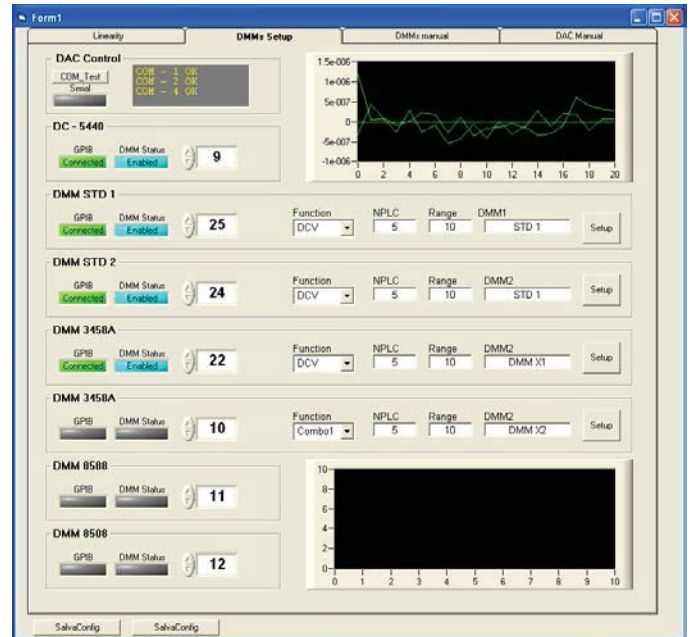 Form1
Linearity DMMs Setup DMMs manual DAC Manual
DAC Control
COM_Test
Serial
COM - 1 OK
COM - 2 OK
COM - 4 OK
1.5e-006
1e-006
5e-007
0
-5e-007
-1e-006
0 2 4 6 8 10 12 14 16 18 20
DC - 5440
GPIB DMM Status
Connected Enabled 9
DMM STD 1
GPIB DMM Status Function NPLC Range DMM1
Connected Enabled 25 DCV 5 10 STD 1 Setup
DMM STD 2
GPIB DMM Status Function NPLC Range DMM2
Connected Enabled 24 DCV 5 10 STD 1 Setup
DMM 3458A
GPIB DMM Status Function NPLC Range DMM2
Connected Enabled 22 DCV 5 10 DMM X1 Setup
DMM 3458A
GPIB DMM Status Function NPLC Range DMM2
10 Combo1 5 10 DMM X2 Setup
DMM 8588
GPIB DMM Status 11
DMM 8508
GPIB DMM Status 12
10
8
6
4
2
0
0 1 2 3 4 5 6 7 8 9 10
SalvaConfig SalvaConfig